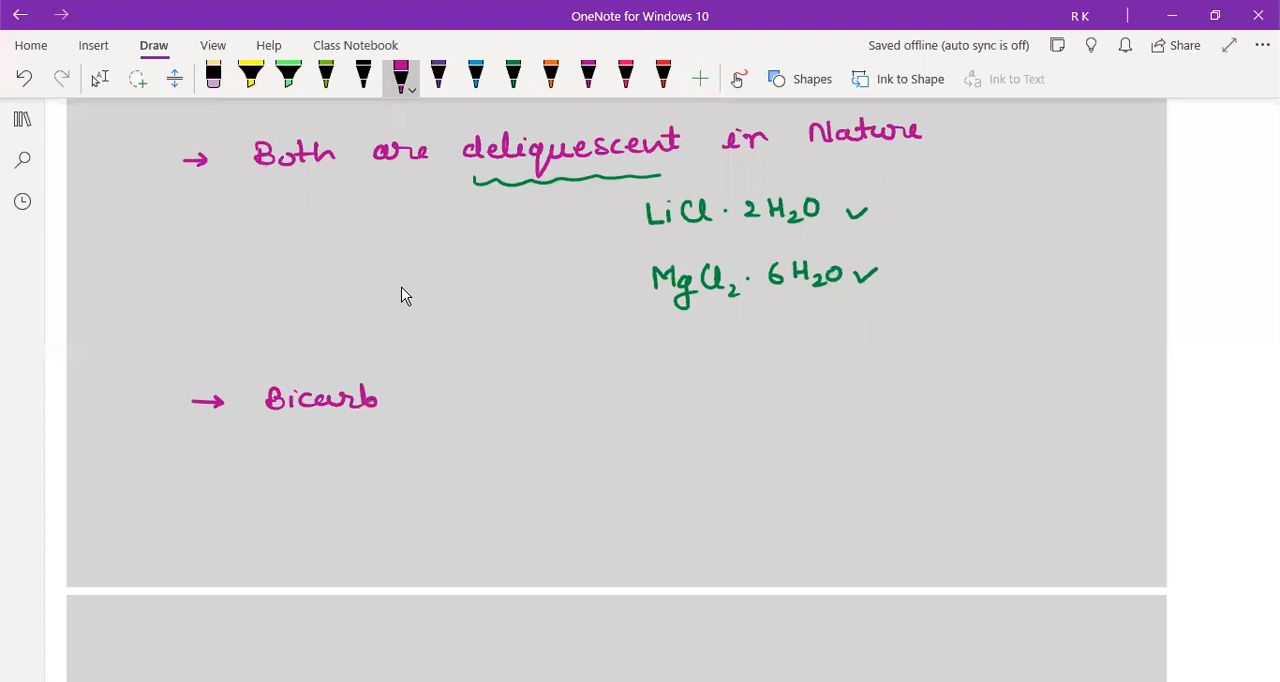 OneNote for Windows 10
R K
Home Insert Draw View Help Class Notebook
Saved offline (auto sync is off) Share
Shapes Ink to Shape Ink to Text
→ Both are deliquescent in Nature
LiCl · 2H₂O ✓
MgCl₂ · 6H₂O ✓
→ Bicarb